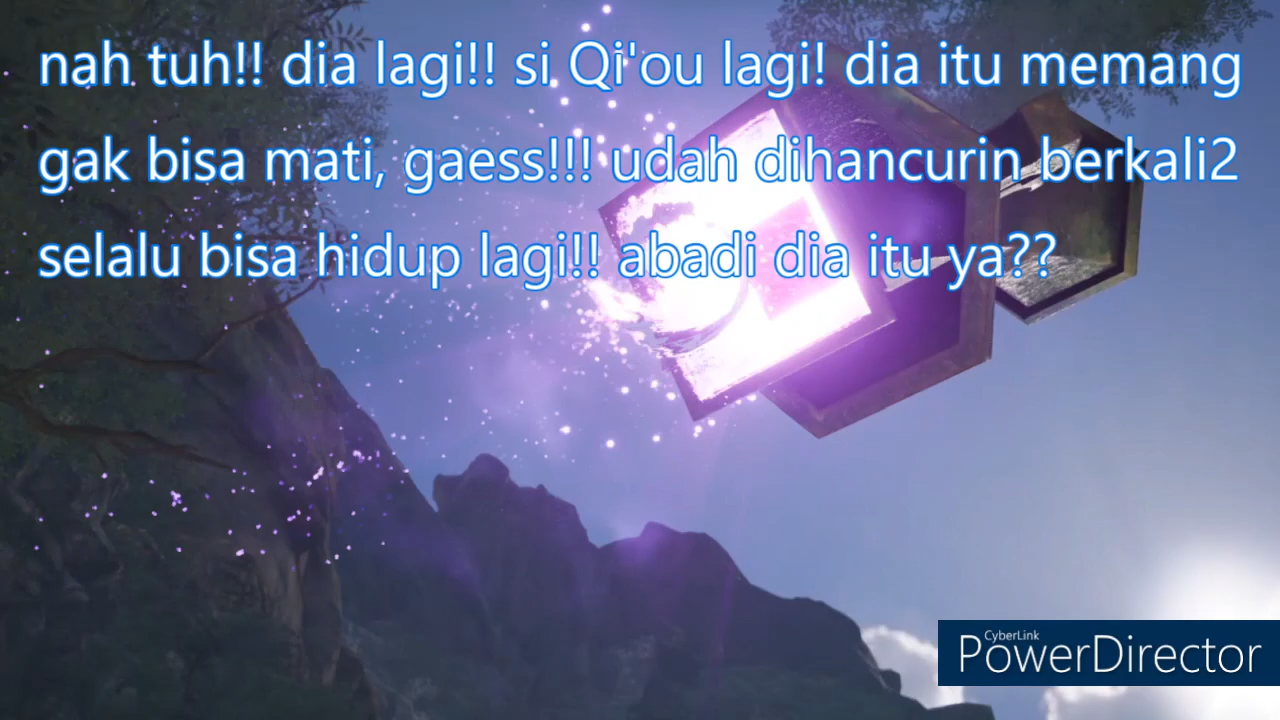 nah tuh!! dia lagi!! si Qi'ou lagi! dia itu memang
gak bisa mati, gaess!!! udah dihancurin berkali2
selalu bisa hidup lagi!! abadi dia itu ya??
CyberLink
PowerDirector